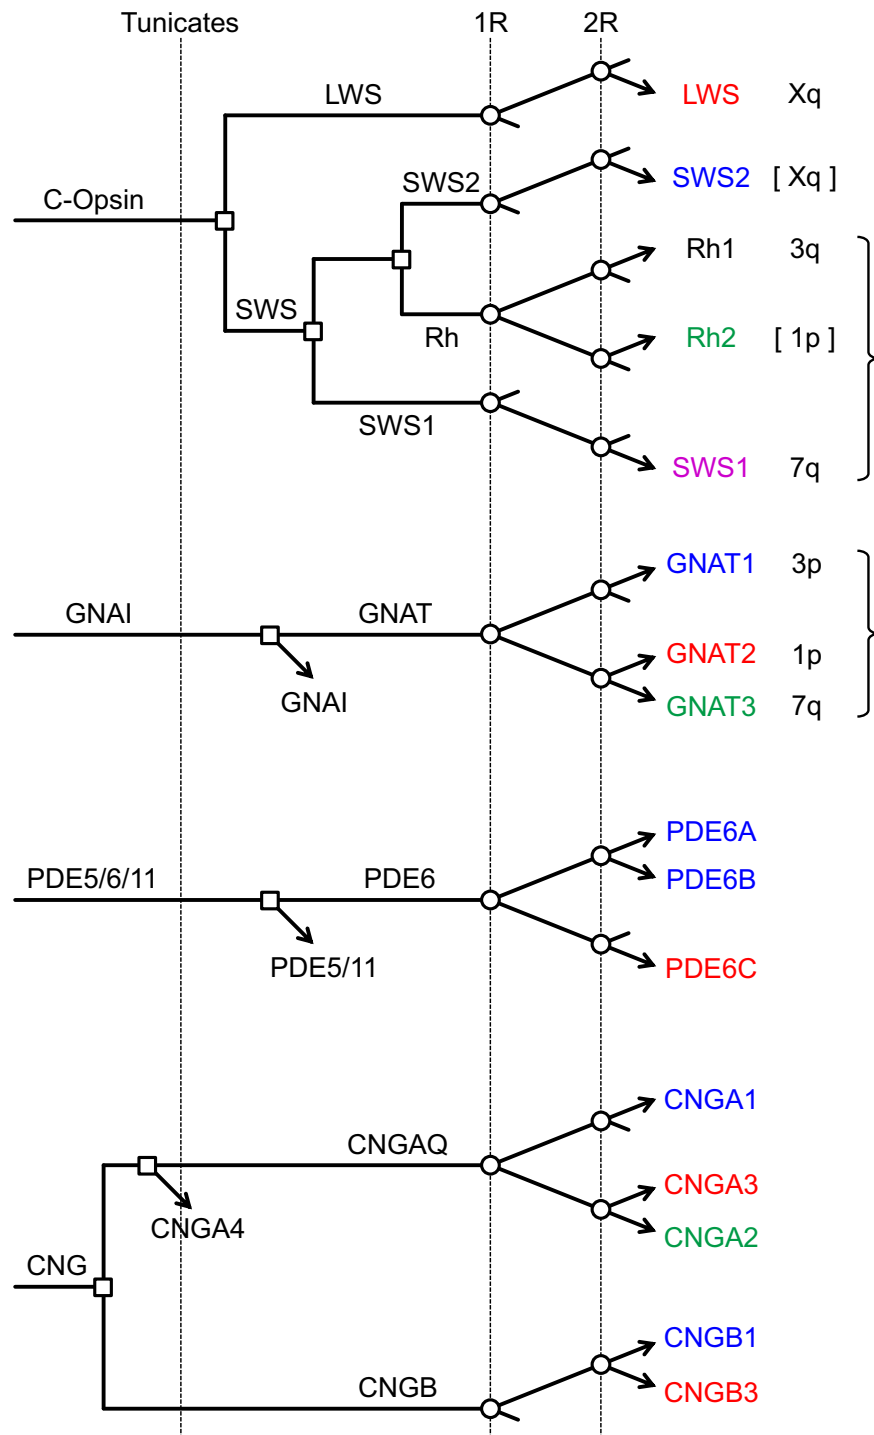 Tunicates 1R 2R
LWS LWS Xq
C-Opsin SWS2 SWS2 [ Xq ]
Rh1 3q
SWS Rh Rh2 [ 1p ]
SWS1 SWS1 7q
GNAT1 3p
GNAI GNAT
GNAT2 1p
GNAI GNAT3 7q
PDE6A
PDE5/6/11 PDE6 PDE6B
PDE5/11 PDE6C
CNGA1
CNGAQ
CNGA3
CNGA4 CNGA2
CNG
CNGB1
CNGB CNGB3